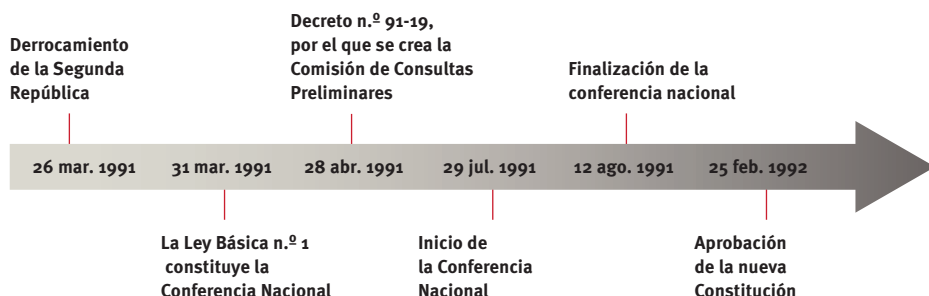 Derrocamiento
de la Segunda
República
Decreto n.º 91-19,
por el que se crea la
Comisión de Consultas
Preliminares
Finalización de la
conferencia nacional
26 mar. 1991
31 mar. 1991
28 abr. 1991
29 jul. 1991
12 ago. 1991
25 feb. 1992
La Ley Básica n.º 1
constituye la
Conferencia Nacional
Inicio de
la Conferencia
Nacional
Aprobación
de la nueva
Constitución